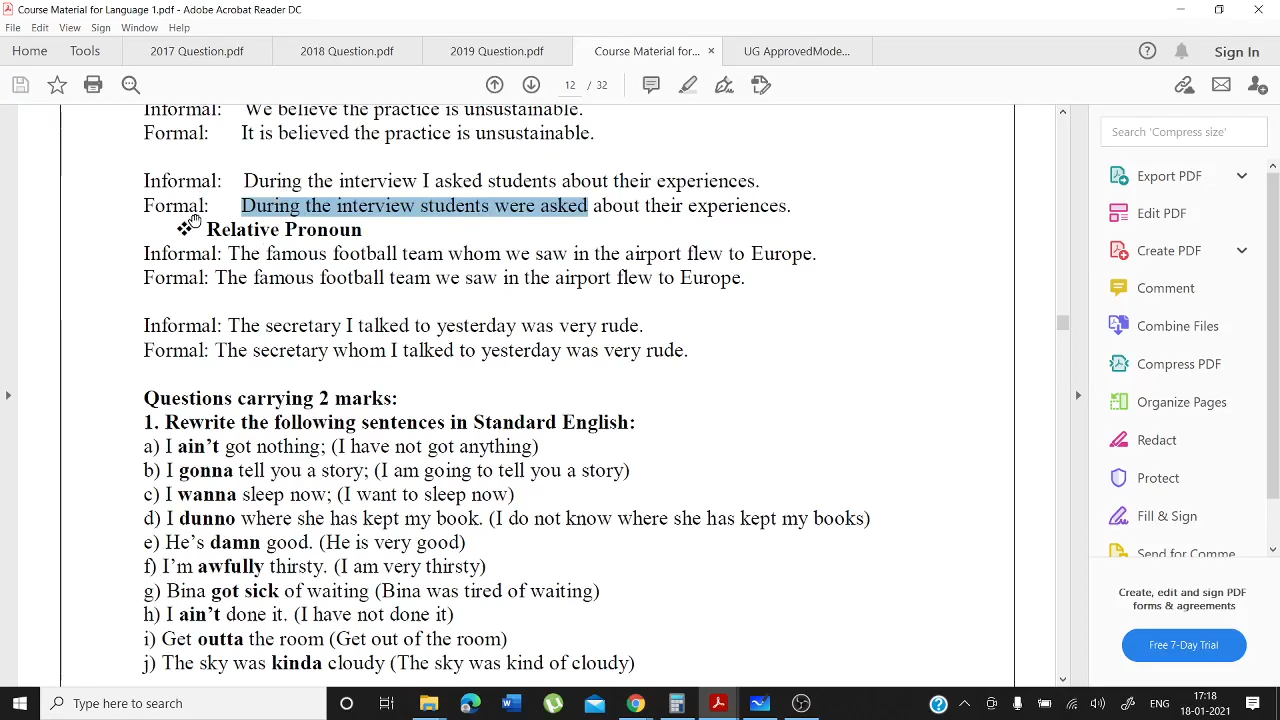 Course Material for Language 1.pdf - Adobe Acrobat Reader DC
File Edit View Sign Window Help
Home Tools 2017 Question.pdf 2018 Question.pdf 2019 Question.pdf Course Material for... × UG ApprovedMode... Sign In
12 / 32
Informal: We believe the practice is unsustainable.
Formal: It is believed the practice is unsustainable.
Informal: During the interview I asked students about their experiences.
Formal: During the interview students were asked about their experiences.
❖ Relative Pronoun
Informal: The famous football team whom we saw in the airport flew to Europe.
Formal: The famous football team we saw in the airport flew to Europe.
Informal: The secretary I talked to yesterday was very rude.
Formal: The secretary whom I talked to yesterday was very rude.
Questions carrying 2 marks:
1. Rewrite the following sentences in Standard English:
a) I ain’t got nothing; (I have not got anything)
b) I gonna tell you a story; (I am going to tell you a story)
c) I wanna sleep now; (I want to sleep now)
d) I dunno where she has kept my book. (I do not know where she has kept my books)
e) He’s damn good. (He is very good)
f) I’m awfully thirsty. (I am very thirsty)
g) Bina got sick of waiting (Bina was tired of waiting)
h) I ain’t done it. (I have not done it)
i) Get outta the room (Get out of the room)
j) The sky was kinda cloudy (The sky was kind of cloudy)
Search 'Compress size'
Export PDF
Edit PDF
Create PDF
Comment
Combine Files
Compress PDF
Organize Pages
Redact
Protect
Fill & Sign
Send for Comme
Create, edit and sign PDF
forms & agreements
Free 7-Day Trial
Type here to search
ENG
17:18
18-01-2021